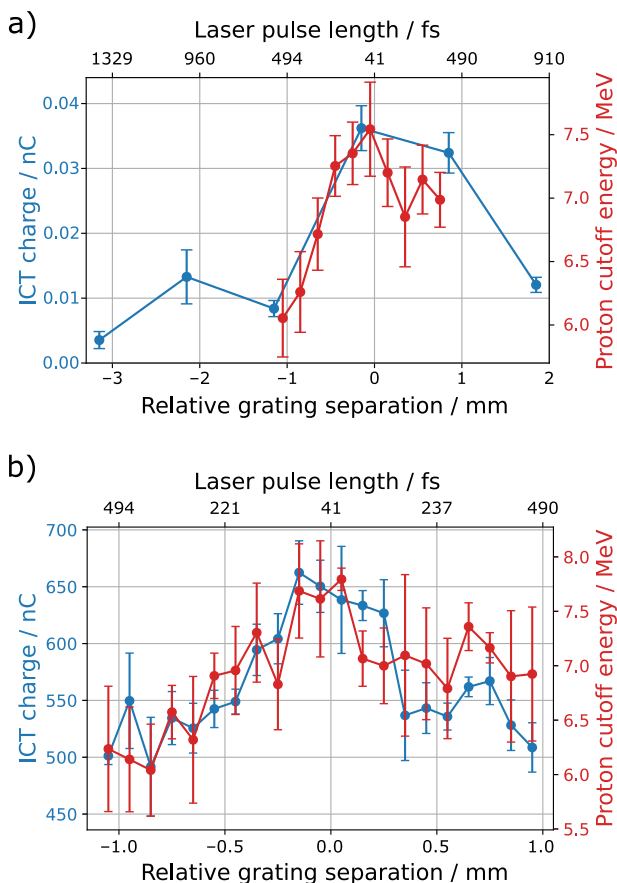 a)
Laser pulse length / fs
1329 960 494 41 490 910
0.04
0.03
0.02
0.01
0.00
ICT charge / nC
7.5
7.0
6.5
6.0
Proton cutoff energy / MeV
−3 −2 −1 0 1 2
Relative grating separation / mm
b)
Laser pulse length / fs
494 221 41 237 490
700
650
600
550
500
450
ICT charge / nC
8.0
7.5
7.0
6.5
6.0
5.5
Proton cutoff energy / MeV
−1.0 −0.5 0.0 0.5 1.0
Relative grating separation / mm